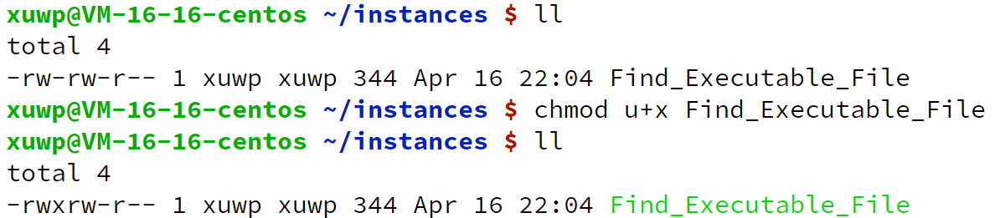 xuwp@VM-16-16-centos ~/instances $ ll
total 4
-rw-rw-r-- 1 xuwp xuwp 344 Apr 16 22:04 Find_Executable_File
xuwp@VM-16-16-centos ~/instances $ chmod u+x Find_Executable_File
xuwp@VM-16-16-centos ~/instances $ ll
total 4
-rwxrw-r-- 1 xuwp xuwp 344 Apr 16 22:04 Find_Executable_File